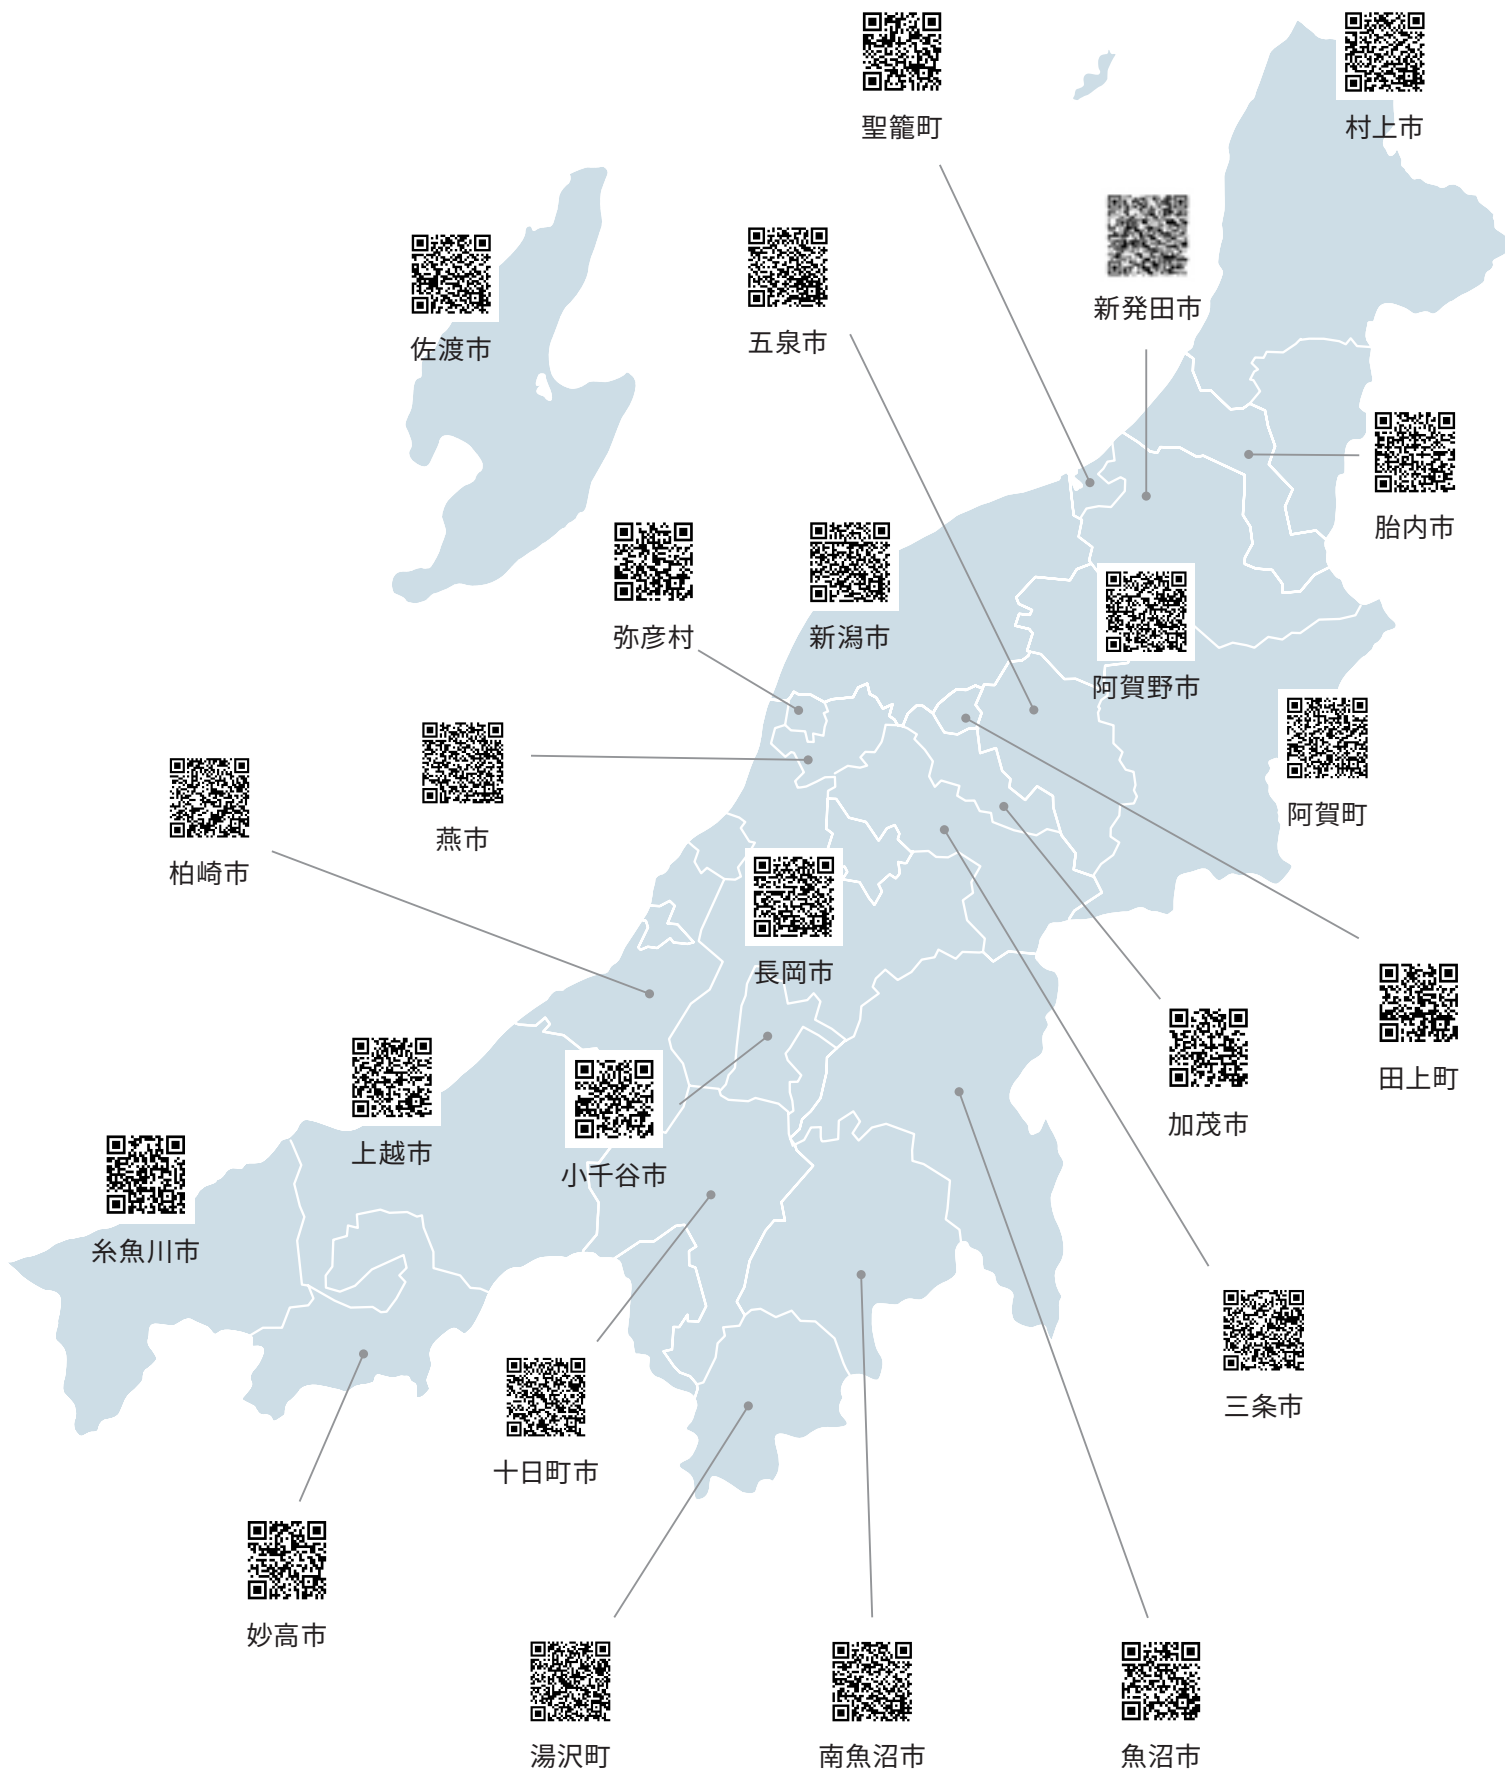 聖籠町
村上市
新発田市
五泉市
佐渡市
胎内市
弥彦村
新潟市
阿賀野市
阿賀町
燕市
柏崎市
長岡市
田上町
加茂市
上越市
小千谷市
糸魚川市
三条市
十日町市
妙高市
湯沢町
南魚沼市
魚沼市